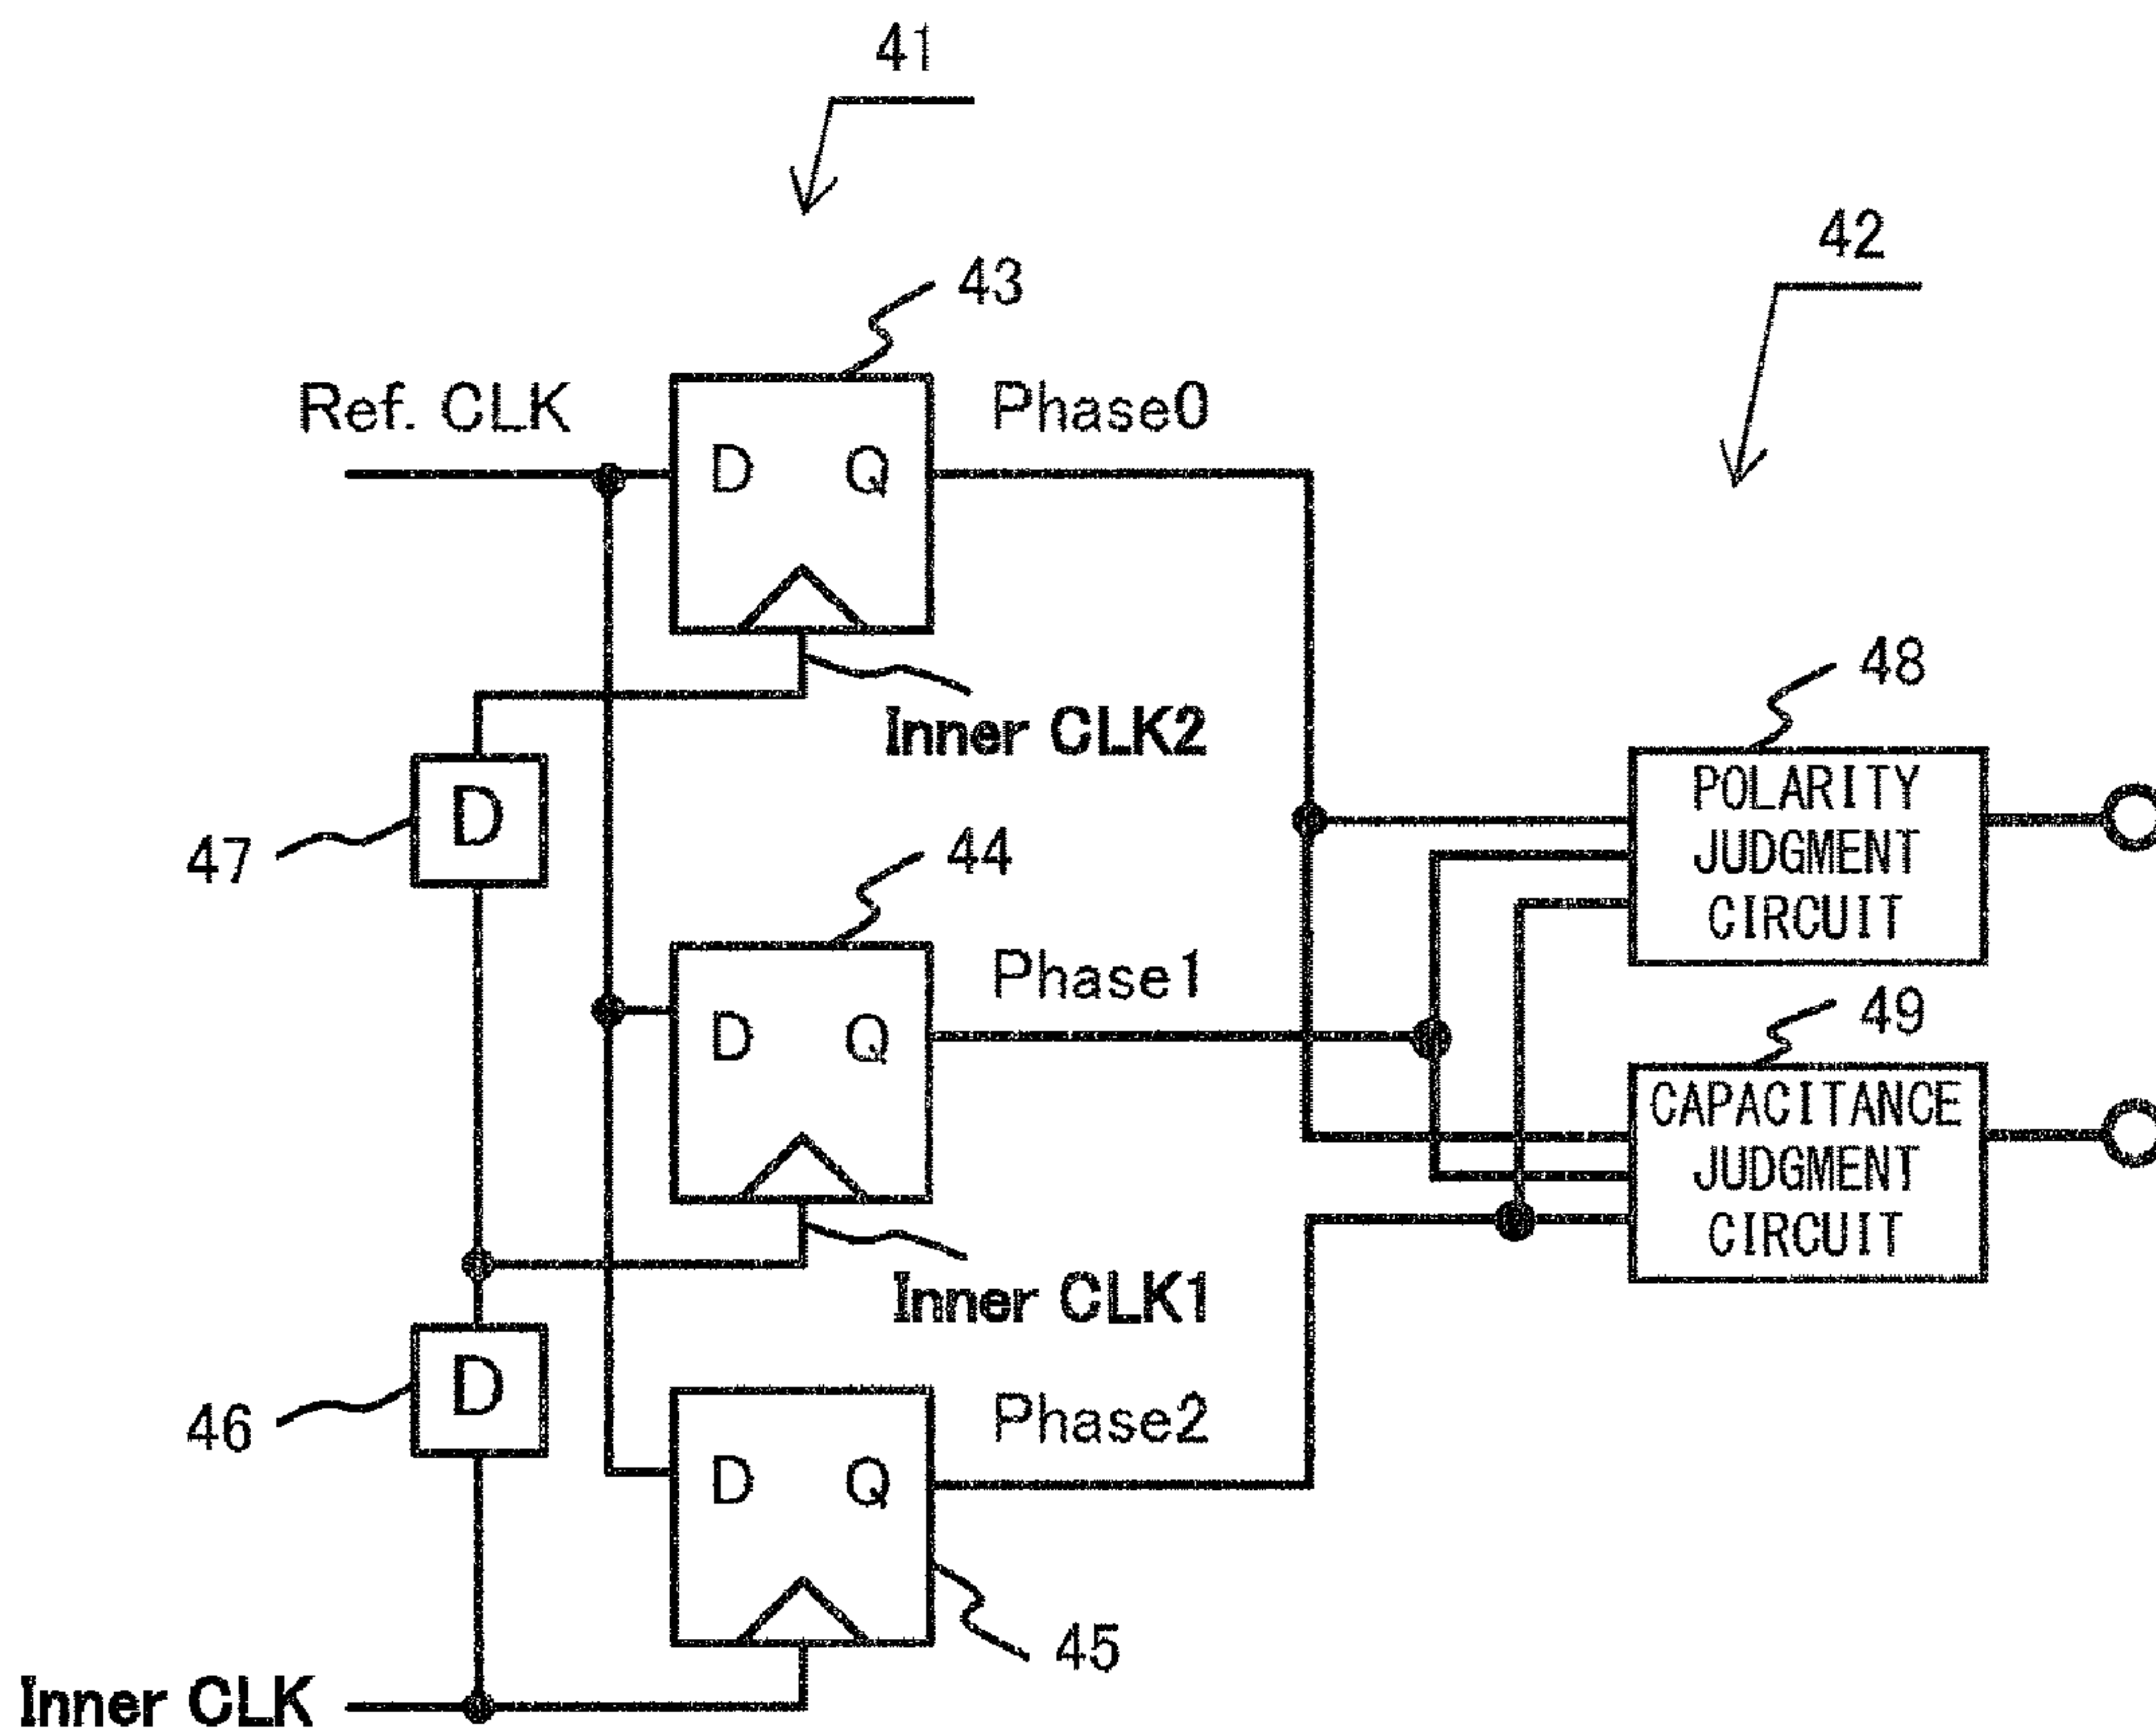 41
42
43
Ref. CLK
Phase0
D
Q
Inner CLK2
48
POLARITY
JUDGMENT
CIRCUIT
D
47
44
Phase1
D
Q
49
CAPACITANCE
JUDGMENT
CIRCUIT
Inner CLK1
D
46
Phase2
D
Q
45
Inner CLK